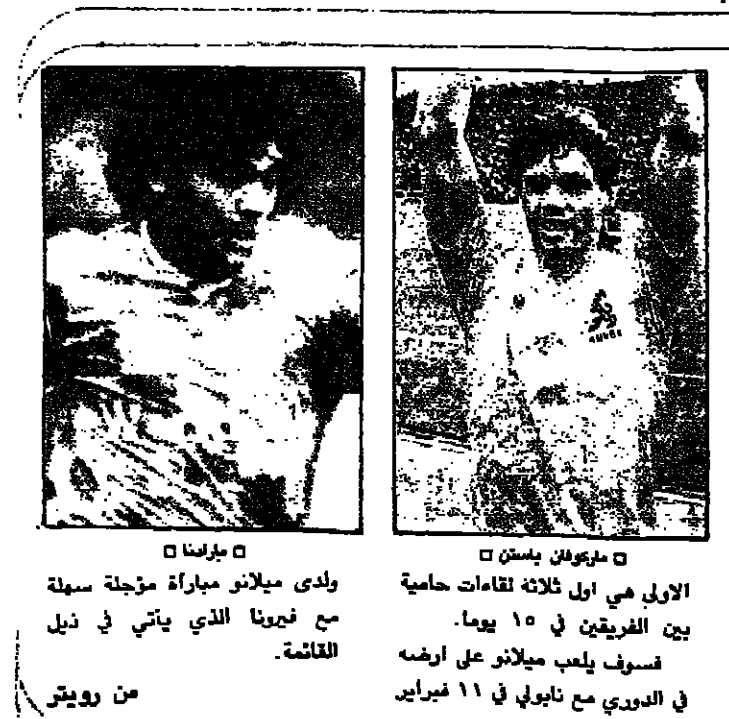 □ ماركوفان باستن □
الاولى هي اول ثلاثة لقاءات حامية
بين الفريقين في ١٥ يوما.
فسوف يلعب ميلانو على ارضه
في الدوري مع نابولي في ١١ فبراير
□ مارادبنا □
ولدى ميلانو مباراة مؤجلة سهلة
مع فيرونا الذي ياتي في ذيل
القائمة.
من رويتر